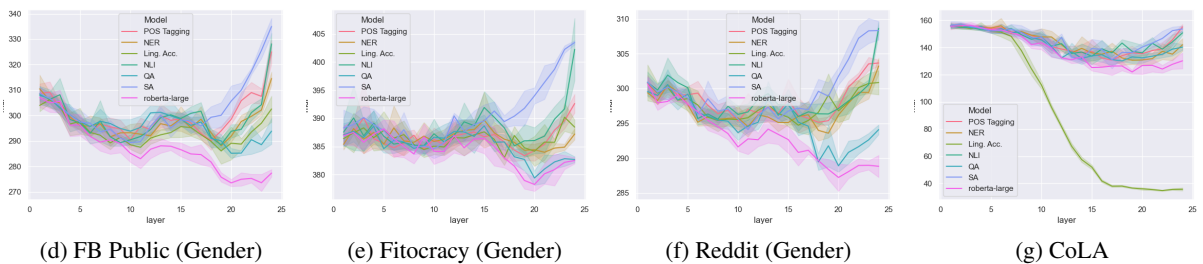 340
330
320
310
300
290
280
270
0
5
10
15
20
25
layer
Model
POS Tagging
NER
Ling. Acc.
NLI
QA
SA
roberta-large
(d) FB Public (Gender)
405
400
395
390
385
380
0
5
10
15
20
25
layer
Model
POS Tagging
NER
Ling. Acc.
NLI
QA
SA
roberta-large
(e) Fitocracy (Gender)
310
305
300
295
290
285
0
5
10
15
20
25
layer
Model
POS Tagging
NER
Ling. Acc.
NLI
QA
SA
roberta-large
(f) Reddit (Gender)
160
140
120
100
80
60
40
0
5
10
15
20
25
layer
Model
POS Tagging
NER
Ling. Acc.
NLI
QA
SA
roberta-large
(g) CoLA